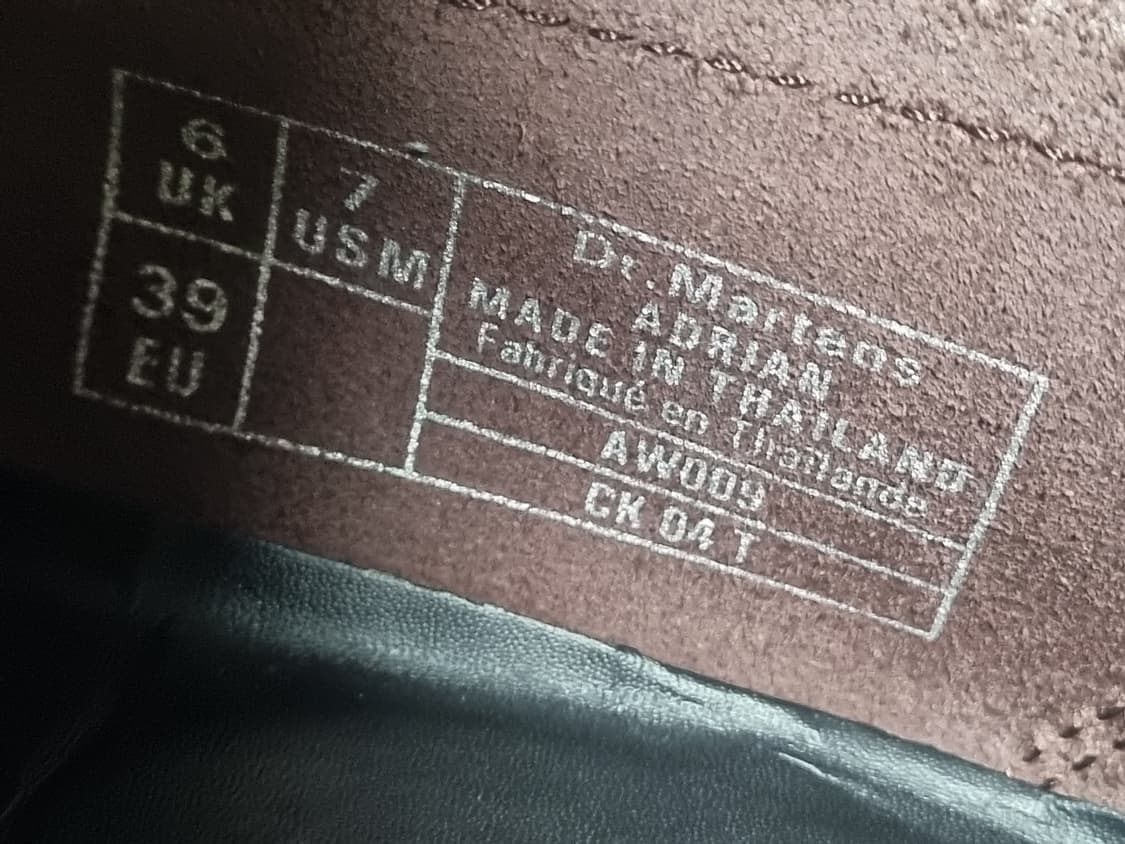 6
UK
7
USM
39
EU
Dr. Martens
ADRIAN
MADE IN THAILAND
Fabriqué en Thaïlande
AW009
CK 04 T